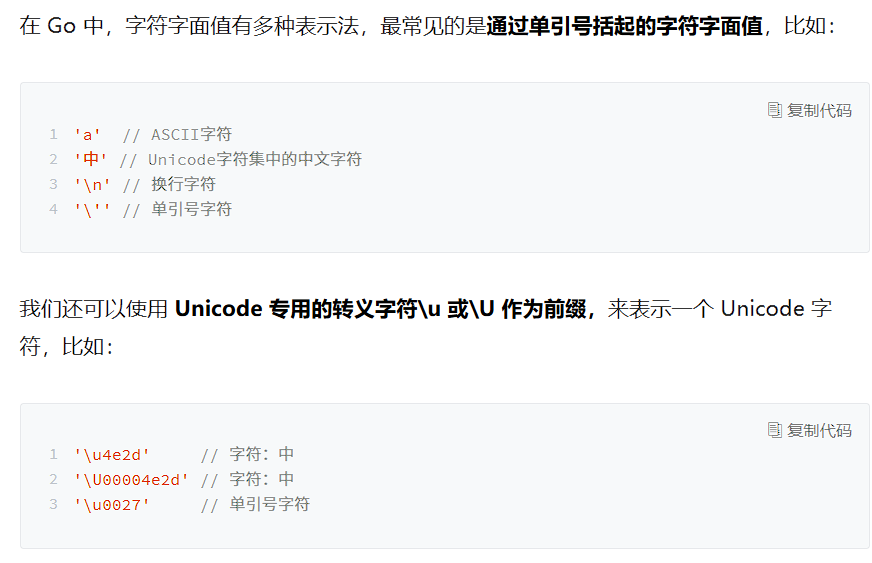 在 Go 中，字符字面值有多种表示法，最常见的是通过单引号括起的字符字面值，比如：
复制代码
1 'a'  // ASCII字符
2 '中' // Unicode字符集中的中文字符
3 '\n' // 换行字符
4 '\'' // 单引号字符
我们还可以使用 Unicode 专用的转义字符\u 或\U 作为前缀，来表示一个 Unicode 字
符，比如：
复制代码
1 '\u4e2d'     // 字符：中
2 '\U00004e2d' // 字符：中
3 '\u0027'     // 单引号字符